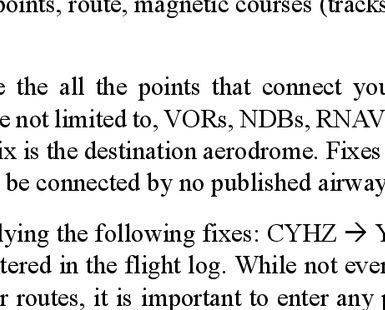 points, route, magnetic courses (tracks
the all the points that connect you
not limited to, VORs, NDBs, RNAV
is the destination aerodrome. Fixes
be connected by no published airway
lying the following fixes: CYHZ → Y
tered in the flight log. While not ever
r routes, it is important to enter any p